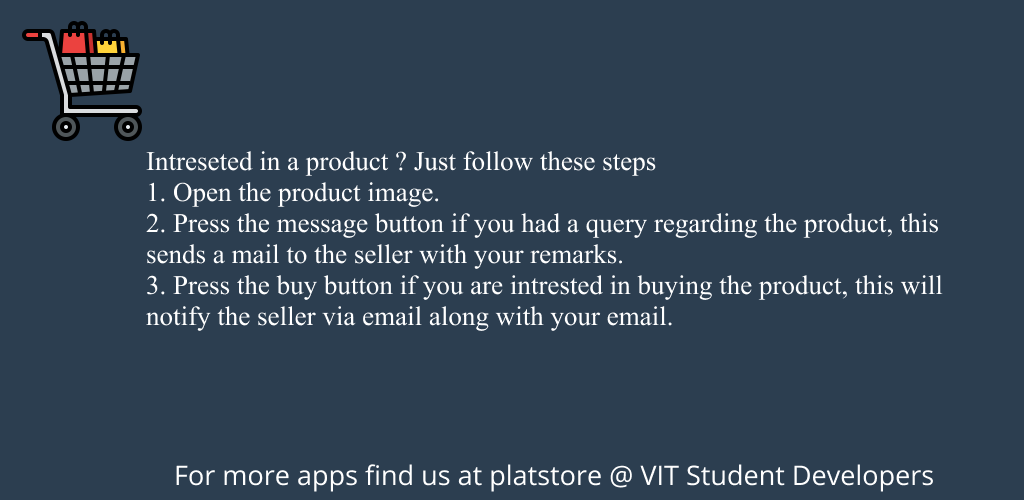 Intreseted in a product ? Just follow these steps
1. Open the product image.
2. Press the message button if you had a query regarding the product, this
sends a mail to the seller with your remarks.
3. Press the buy button if you are intrested in buying the product, this will
notify the seller via email along with your email.
For more apps find us at platstore @ VIT Student Developers